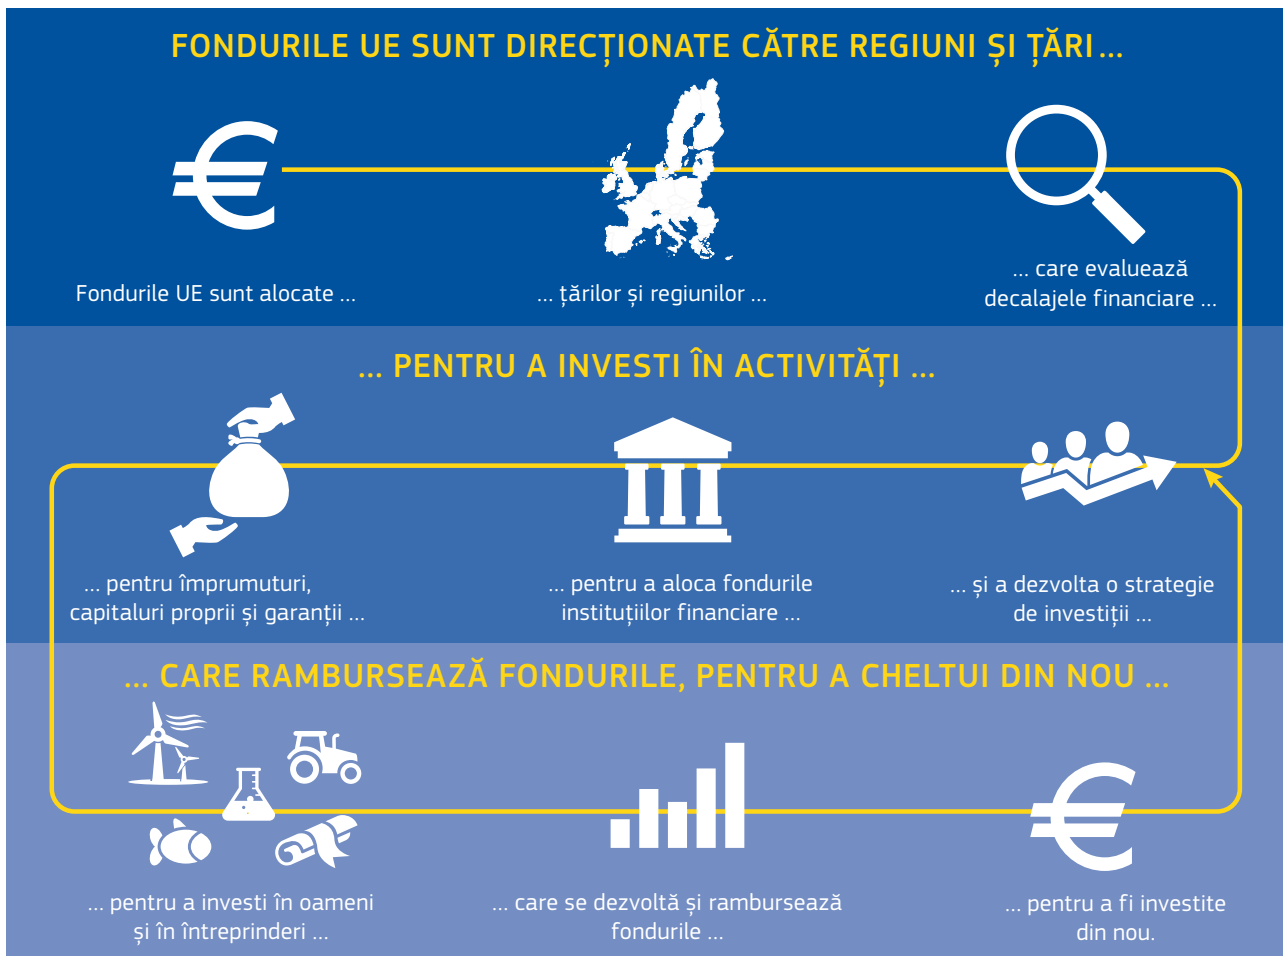 FONDURILE UE SUNT DIRECȚIONATE CĂTRE REGIUNI ȘI ȚĂRI ...
Fondurile UE sunt alocate ...
... țărilor și regiunilor ...
... care evaluează
decalajele financiare ...
... PENTRU A INVESTI ÎN ACTIVITĂȚI ...
... pentru împrumuturi,
capitaluri proprii și garanții ...
... pentru a aloca fondurile
instituțiilor financiare ...
... și a dezvolta o strategie
de investiții ...
... CARE RAMBURSEAZĂ FONDURILE, PENTRU A CHELTUI DIN NOU ...
... pentru a investi în oameni
și în întreprinderi ...
... care se dezvoltă și rambursează
fondurile ...
... pentru a fi investite
din nou.